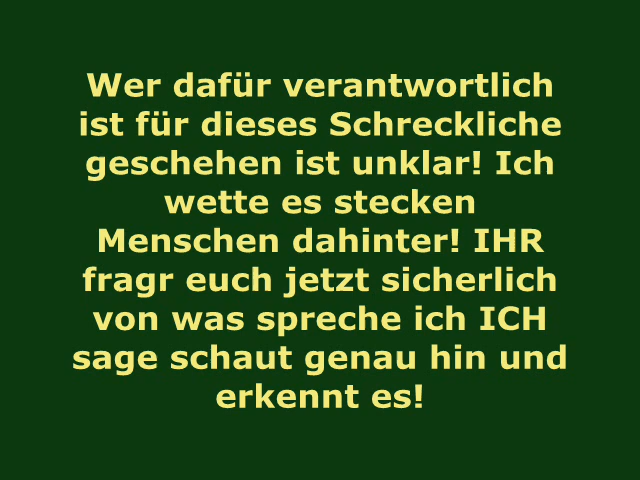 Wer dafür verantwortlich
ist für dieses Schreckliche
geschehen ist unklar! Ich
wette es stecken
Menschen dahinter! IHR
fragr euch jetzt sicherlich
von was spreche ich ICH
sage schaut genau hin und
erkennt es!